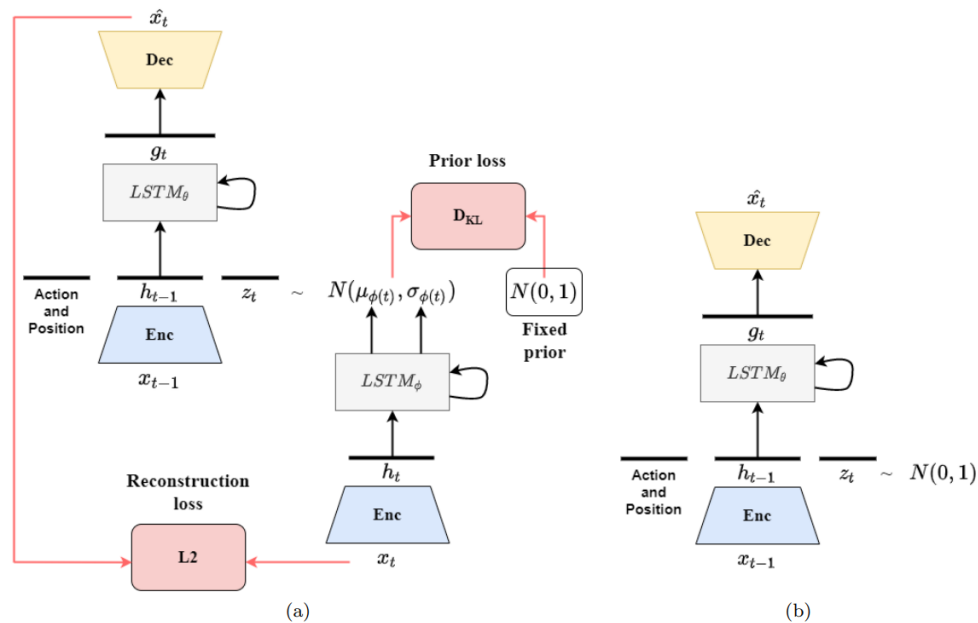 x̂_t
Dec
g_t
LSTM_θ
Action
and
Position
h_{t-1}
z_t ~ N(μ_{ϕ(t)}, σ_{ϕ(t)})
Enc
x_{t-1}
Prior loss
D_{KL}
N(0, 1)
Fixed
prior
LSTM_ϕ
h_t
Enc
x_t
Reconstruction
loss
L2
(a)
x̂_t
Dec
g_t
LSTM_θ
Action
and
Position
h_{t-1}
z_t ~ N(0, 1)
Enc
x_{t-1}
(b)